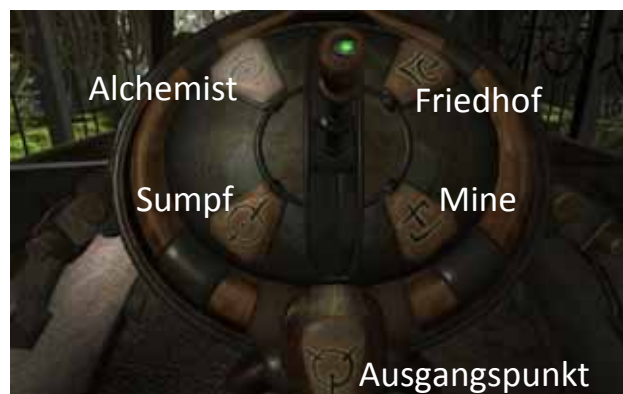 Alchemist
Friedhof
Sumpf
Mine
Ausgangspunkt